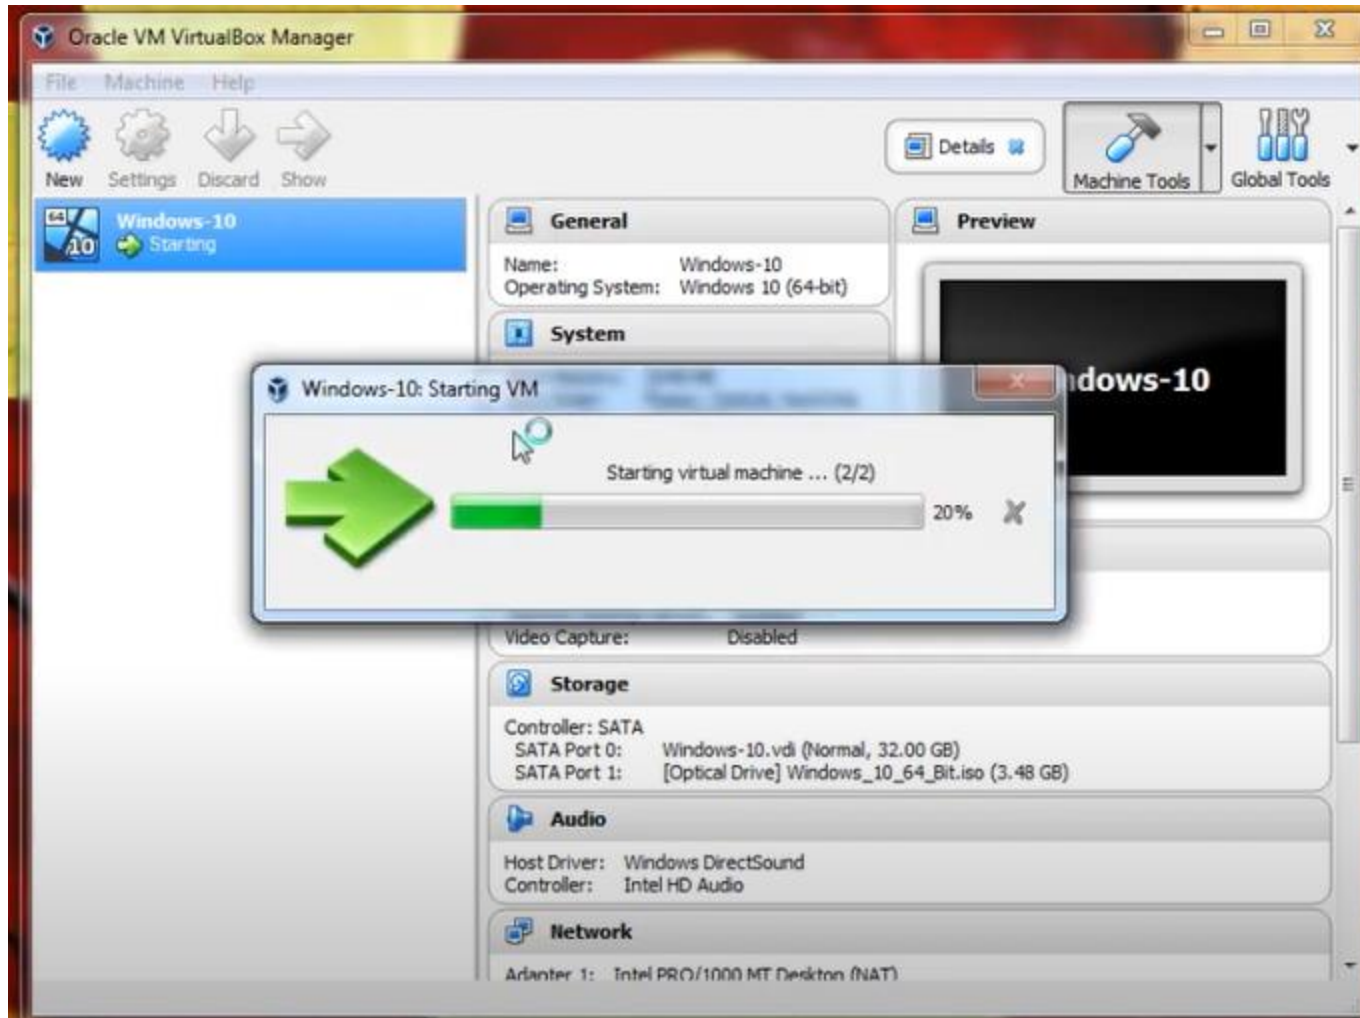 Oracle VM VirtualBox Manager
File Machine Help
New Settings Discard Show
Details
Machine Tools
Global Tools
64
10
Windows-10
Starting
General
Name: Windows-10
Operating System: Windows 10 (64-bit)
System
Preview
ndows-10
Windows-10: Starting VM
Starting virtual machine ... (2/2)
20%
Video Capture: Disabled
Storage
Controller: SATA
SATA Port 0: Windows-10.vdi (Normal, 32.00 GB)
SATA Port 1: [Optical Drive] Windows_10_64_Bit.iso (3.48 GB)
Audio
Host Driver: Windows DirectSound
Controller: Intel HD Audio
Network
Adapter 1: Intel PRO/1000 MT Desktop (NAT)